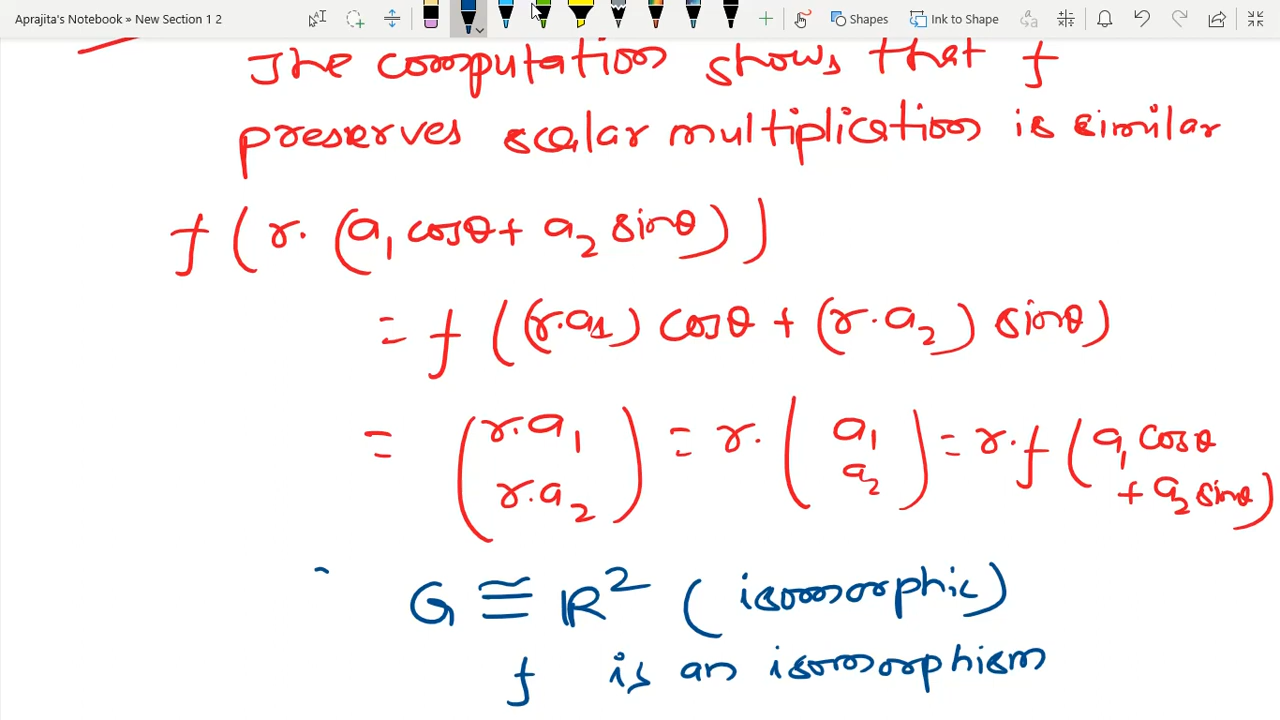 Aprajita's Notebook » New Section 1 2
Shapes
Ink to Shape
The computation shows that f
preserves scalar multiplication is similar
f ( r. (a₁ cosθ + a₂ sinθ) )
= f ((r.a₁) cosθ + (r.a₂) sinθ)
= (r.a₁ r.a₂) = r. (a₁ a₂) = r.f (a₁ cosθ
+ a₂ sinθ)
G ≅ ℝ² (isomorphic)
f is an isomorphism